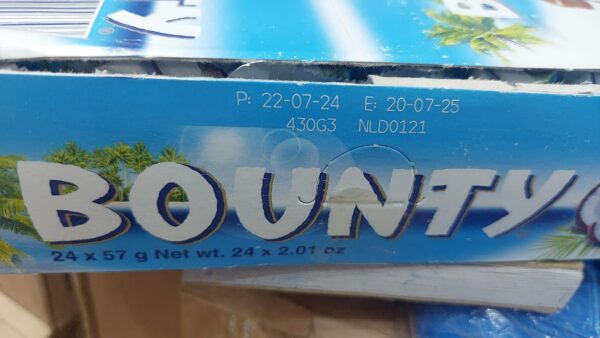 P: 22-07-24 E: 20-07-25
430G3 NLD0121
BOUNTY
24 x 57 g Net wt. 24 x 2.01 oz